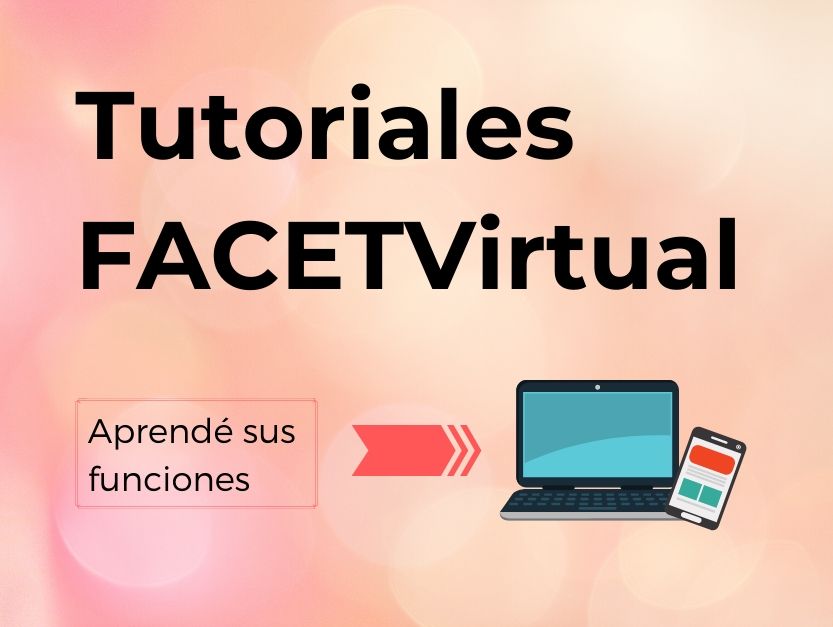 Tutoriales
FACETVirtual
Aprendé sus
funciones